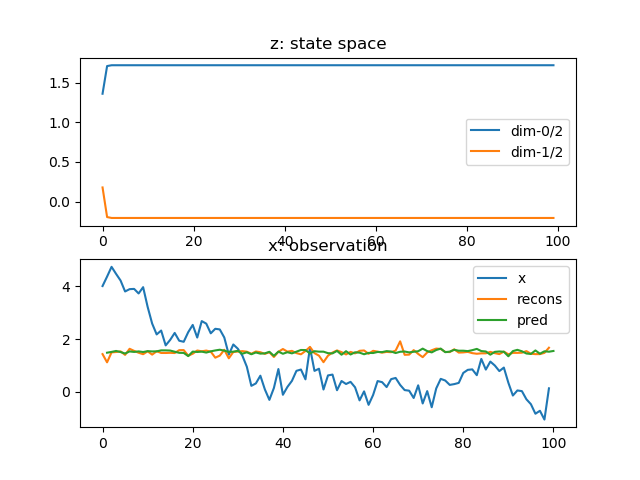 z: state space
1.5
1.0
0.5
0.0
dim-0/2
dim-1/2
0 20 40 60 80 100
x: observation
4
2
0
x
recons
pred
0 20 40 60 80 100